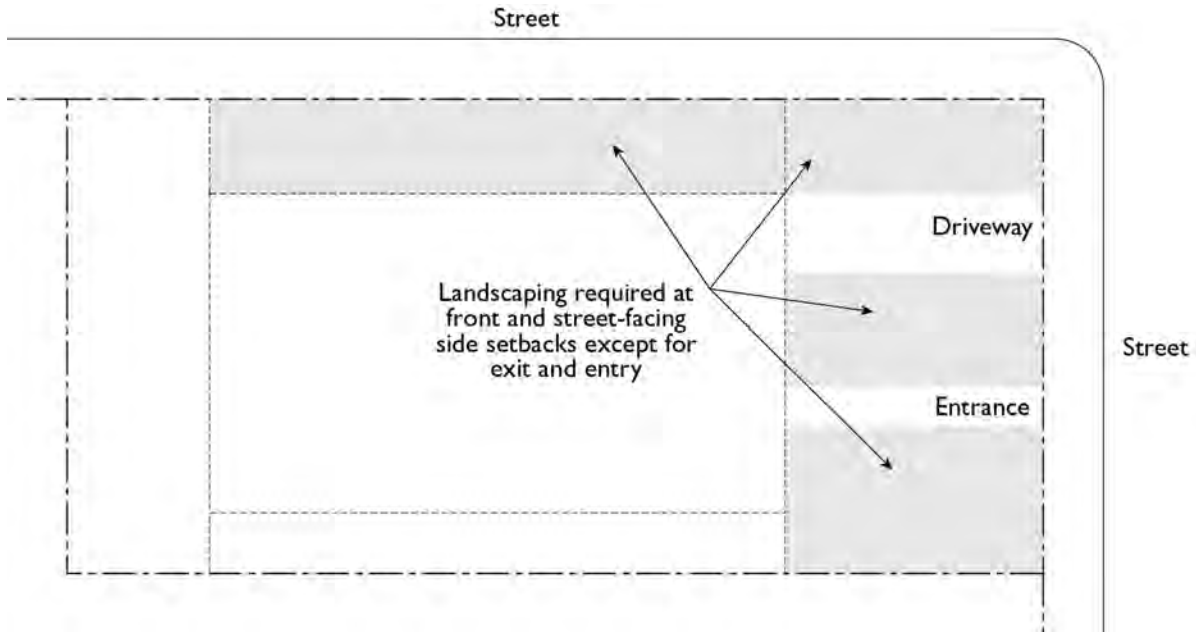 Street
Driveway
Landscaping required at
front and street-facing
side setbacks except for
exit and entry
Street
Entrance